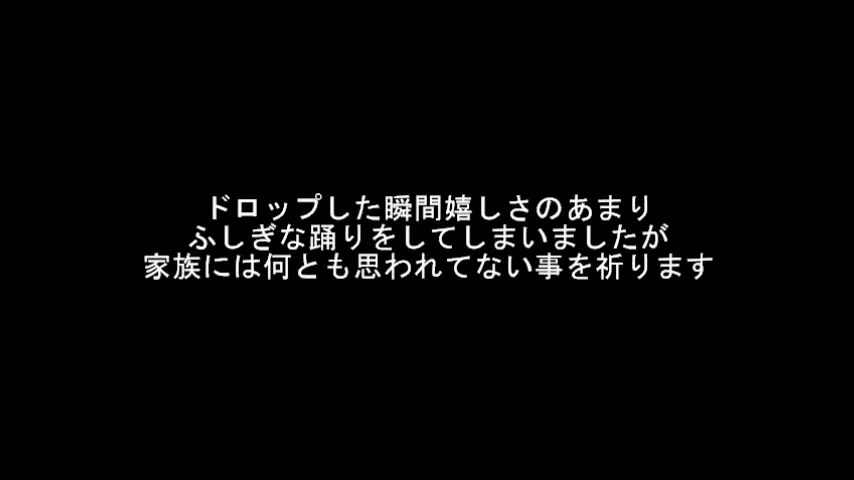 ドロップした瞬間嬉しさのあまり
ふしぎな踊りをしてしまいましたが
家族には何とも思われてない事を祈ります